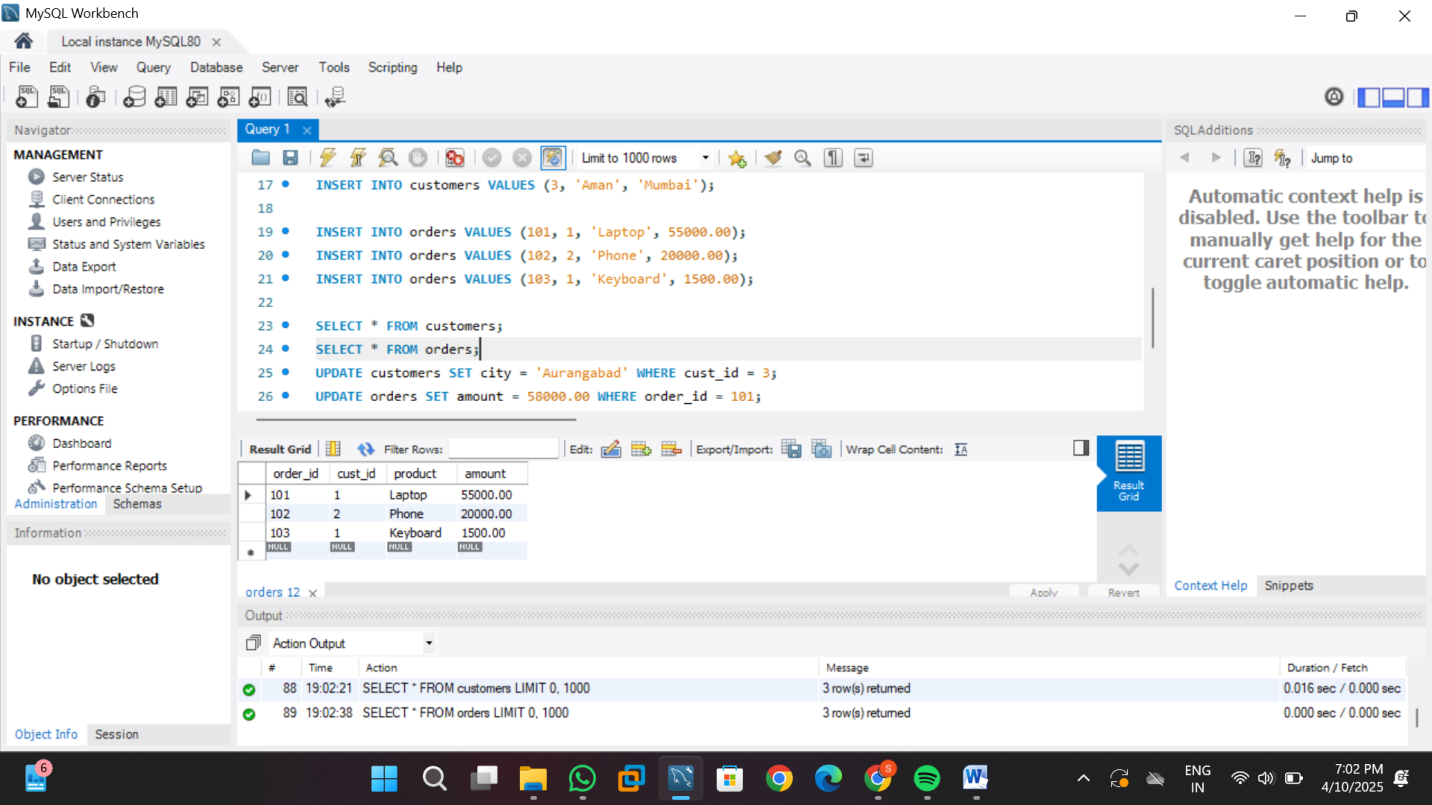 MySQL Workbench
Local instance MySQL80
File Edit View Query Database Server Tools Scripting Help
Navigator
MANAGEMENT
Server Status
Client Connections
Users and Privileges
Status and System Variables
Data Export
Data Import/Restore
INSTANCE
Startup / Shutdown
Server Logs
Options File
PERFORMANCE
Dashboard
Performance Reports
Performance Schema Setup
Administration Schemas
Information
No object selected
Object Info Session
Query 1
Limit to 1000 rows
17 INSERT INTO customers VALUES (3, 'Aman', 'Mumbai');
18
19 INSERT INTO orders VALUES (101, 1, 'Laptop', 55000.00);
20 INSERT INTO orders VALUES (102, 2, 'Phone', 20000.00);
21 INSERT INTO orders VALUES (103, 1, 'Keyboard', 1500.00);
22
23 SELECT * FROM customers;
24 SELECT * FROM orders;
25 UPDATE customers SET city = 'Aurangabad' WHERE cust_id = 3;
26 UPDATE orders SET amount = 58000.00 WHERE order_id = 101;
Result Grid Filter Rows: Edit: Export/Import: Wrap Cell Content:
order_id cust_id product amount
101 1 Laptop 55000.00
102 2 Phone 20000.00
103 1 Keyboard 1500.00
NULL NULL NULL NULL
Result
Grid
orders 12 Apply Revert
SQLAdditions
Jump to
Automatic context help is
disabled. Use the toolbar to
manually get help for the
current caret position or to
toggle automatic help.
Context Help Snippets
Output
Action Output
# Time Action Message Duration / Fetch
88 19:02:21 SELECT * FROM customers LIMIT 0, 1000 3 row(s) returned 0.016 sec / 0.000 sec
89 19:02:38 SELECT * FROM orders LIMIT 0, 1000 3 row(s) returned 0.000 sec / 0.000 sec
6
S
ENG
IN
7:02 PM
4/10/2025